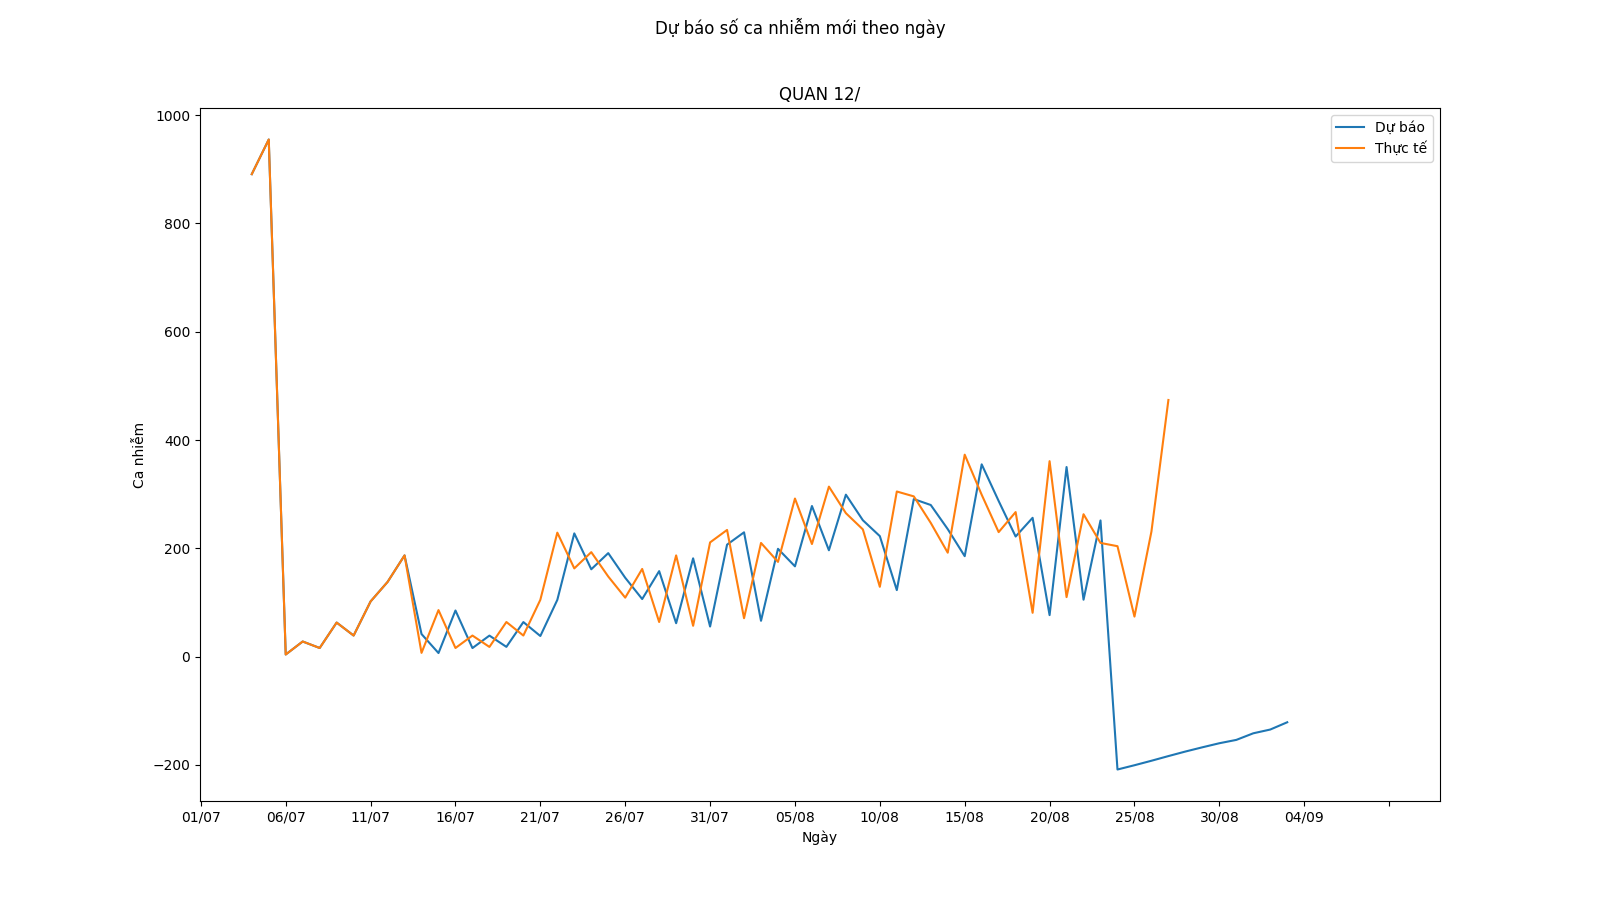 Dự báo số ca nhiễm mới theo ngày
QUAN 12/
Dự báo
Thực tế
1000
800
600
400
200
0
−200
Ca nhiễm
01/07 06/07 11/07 16/07 21/07 26/07 31/07 05/08 10/08 15/08 20/08 25/08 30/08 04/09
Ngày